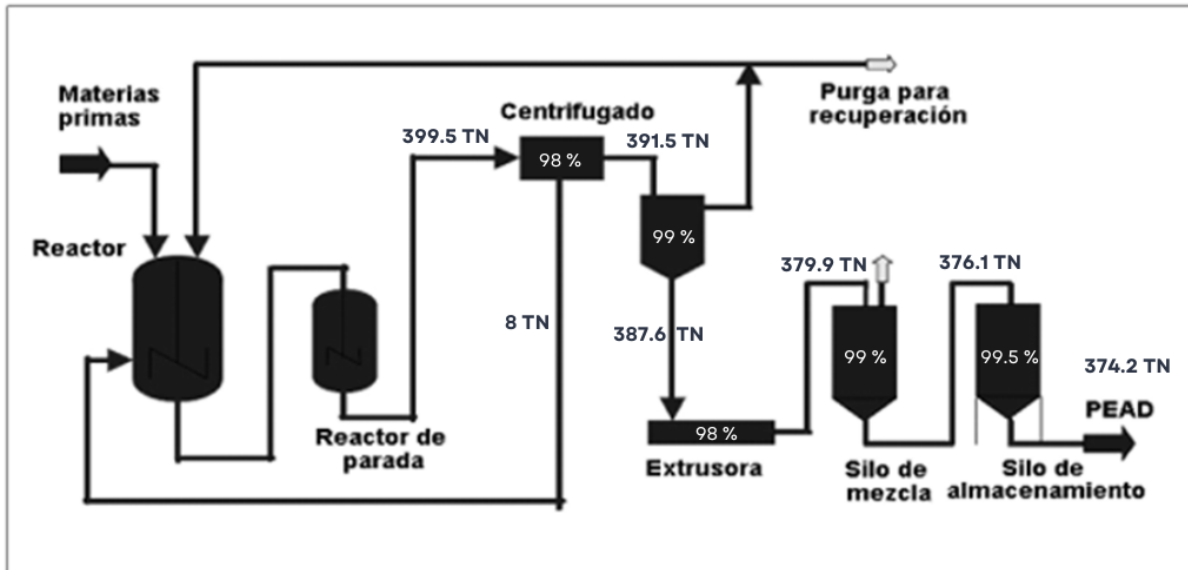 Materias
primas
Reactor
Reactor de
parada
399.5 TN
Centrifugado
98 %
391.5 TN
8 TN
99 %
387.6 TN
98 %
Extrusora
Purga para
recuperación
379.9 TN
99 %
Silo de
mezcla
376.1 TN
99.5 %
Silo de
almacenamiento
374.2 TN
PEAD